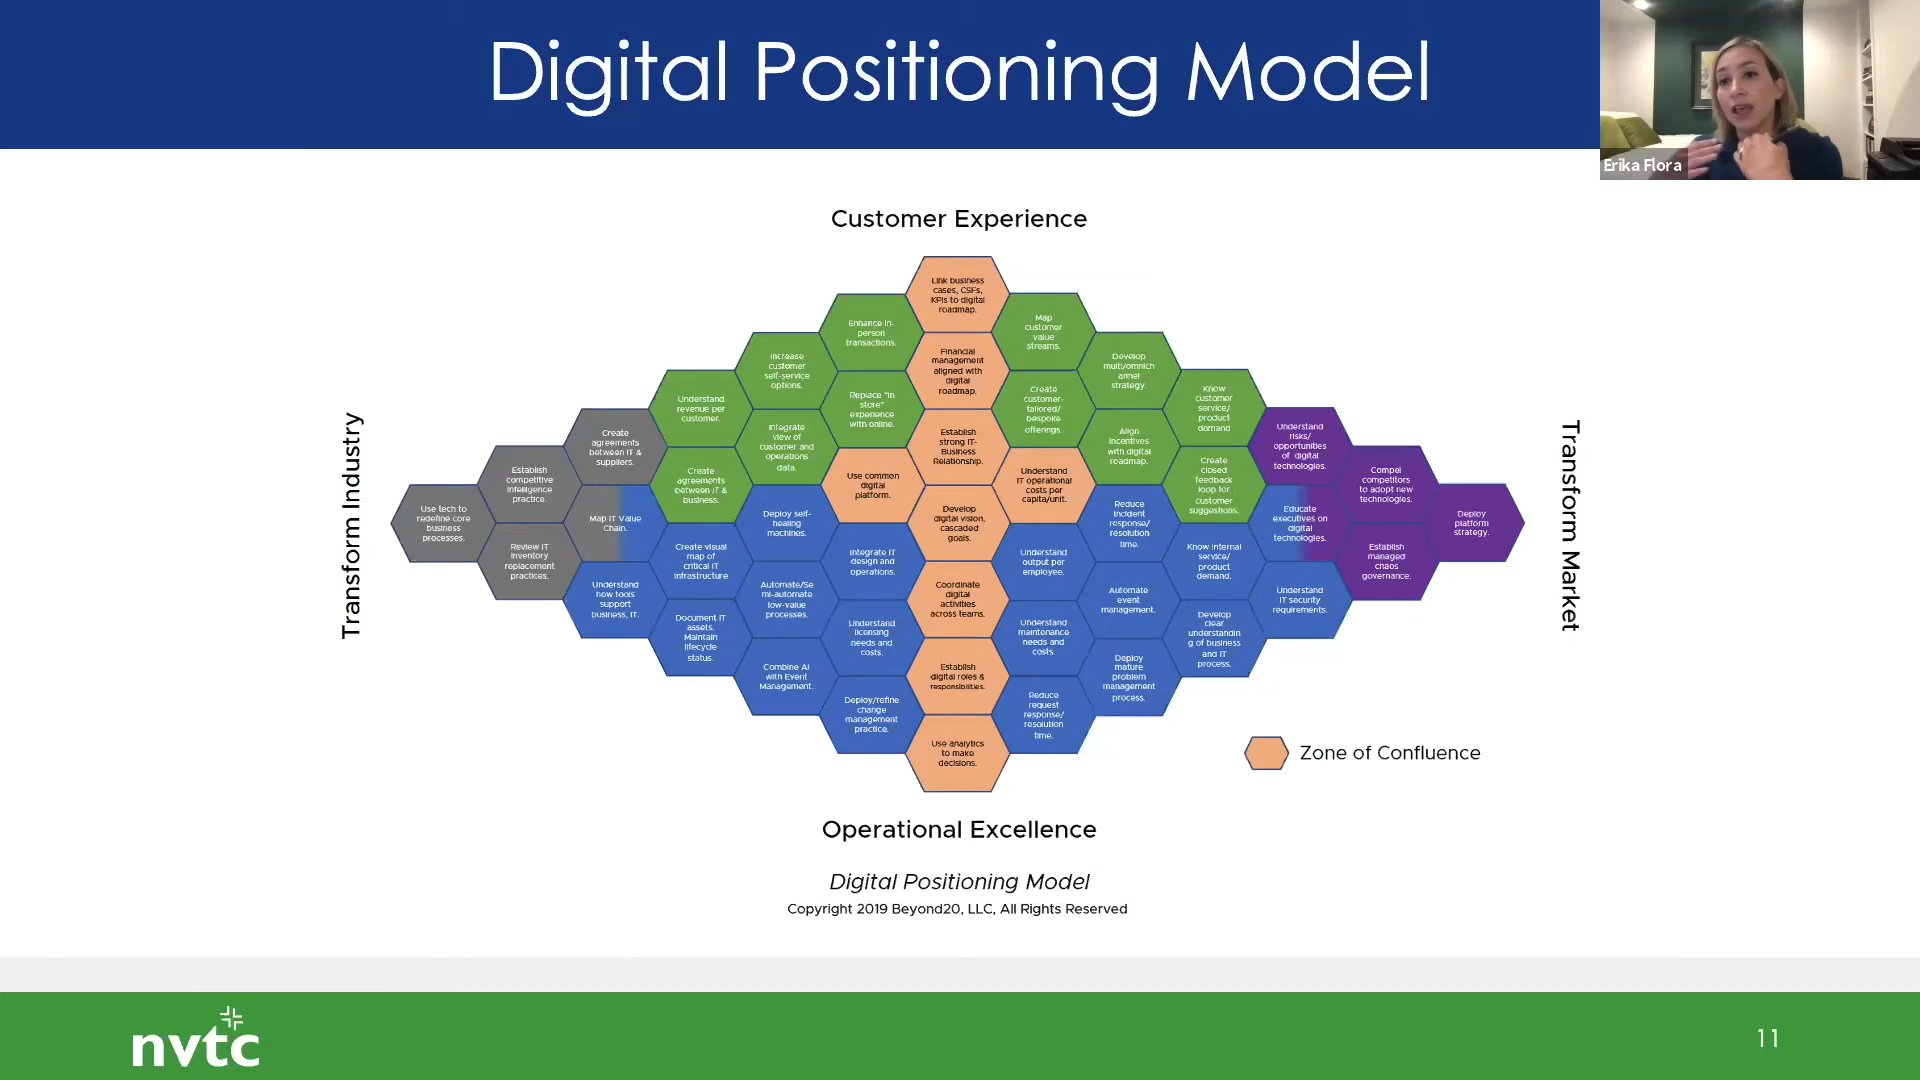 Digital Positioning Model
Erika Flora
Customer Experience
Transform Industry
Transform Market
Link business
cases, CSFs,
KPIs to digital
roadmap.
Enhance in-
person
transactions.
Map
customer
value
streams.
Increase
customer
self-service
options.
Financial
management
aligned with
digital
roadmap.
Develop
multi/omnich
annel
strategy.
Understand
revenue per
customer.
Replace "in
store"
experience
with online.
Create
customer-
tailored/
bespoke
offerings.
Know
customer
service/
product
demand
Create
agreements
between IT &
suppliers.
Integrate
view of
customer and
operations
data.
Establish
strong IT-
Business
Relationship.
Align
incentives
with digital
roadmap.
Understand
risks/
opportunities
of digital
technologies.
Establish
competitive
intelligence
practice.
Create
agreements
between IT &
business.
Use common
digital
platform.
Understand
IT operational
costs per
capita/unit.
Create
closed
feedback
loop for
customer
suggestions.
Compel
competitors
to adopt new
technologies.
Use tech to
redefine core
business
processes.
Map IT Value
Chain.
Deploy self-
healing
machines.
Develop
digital vision,
cascaded
goals.
Reduce
incident
response/
resolution
time.
Educate
executives on
digital
technologies.
Deploy
platform
strategy.
Review IT
inventory
replacement
practices.
Create visual
map of
critical IT
infrastructure
Integrate IT
design and
operations.
Understand
output per
employee.
Know internal
service/
product
demand.
Establish
managed
chaos
governance.
Understand
how tools
support
business, IT.
Automate/Se
mi-automate
low-value
processes.
Coordinate
digital
activities
across teams.
Automate
event
management.
Understand
IT security
requirements.
Document IT
assets.
Maintain
lifecycle
status.
Understand
licensing
needs and
costs.
Understand
maintenance
needs and
costs.
Develop
clear
understandin
g of business
and IT
process.
Combine AI
with Event
Management.
Establish
digital roles &
responsibilities.
Deploy
mature
problem
management
process.
Deploy/refine
change
management
practice.
Reduce
request
response/
resolution
time.
Use analytics
to make
decisions.
Zone of Confluence
Operational Excellence
Digital Positioning Model
Copyright 2019 Beyond20, LLC, All Rights Reserved
nvtc
11